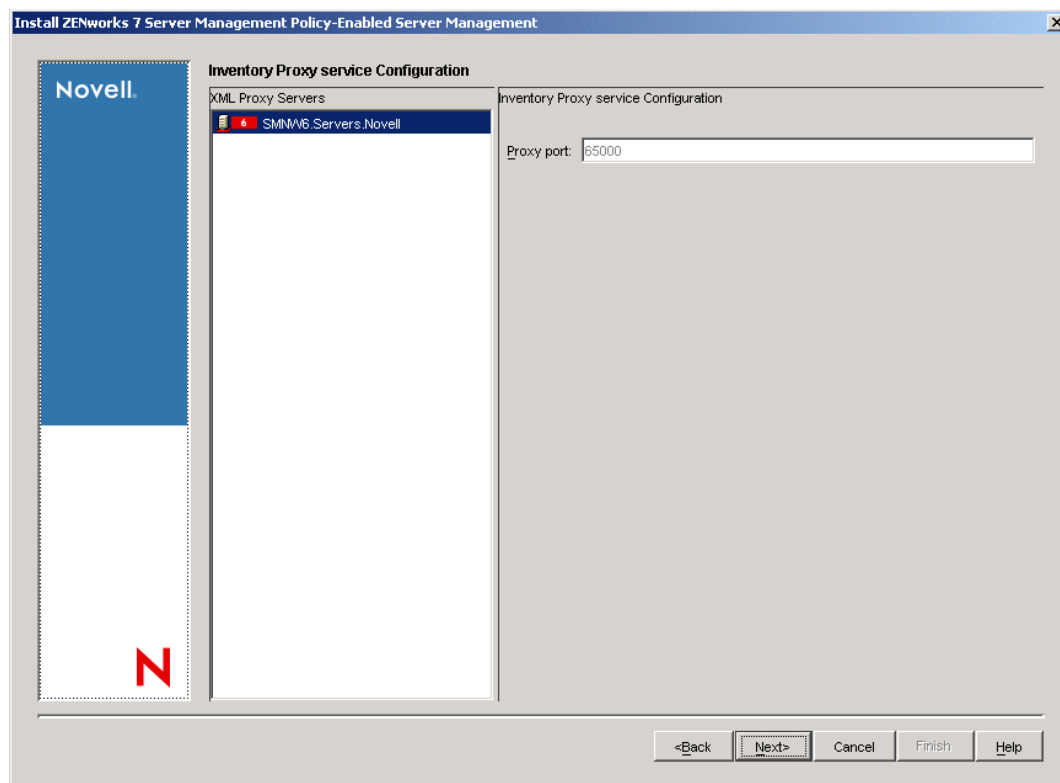 Install ZENworks 7 Server Management Policy-Enabled Server Management
Novell.
Inventory Proxy service Configuration
XML Proxy Servers
6 SMNW6.Servers.Novell
Inventory Proxy service Configuration
Proxy port: 65000
N
<Back Next> Cancel Finish Help